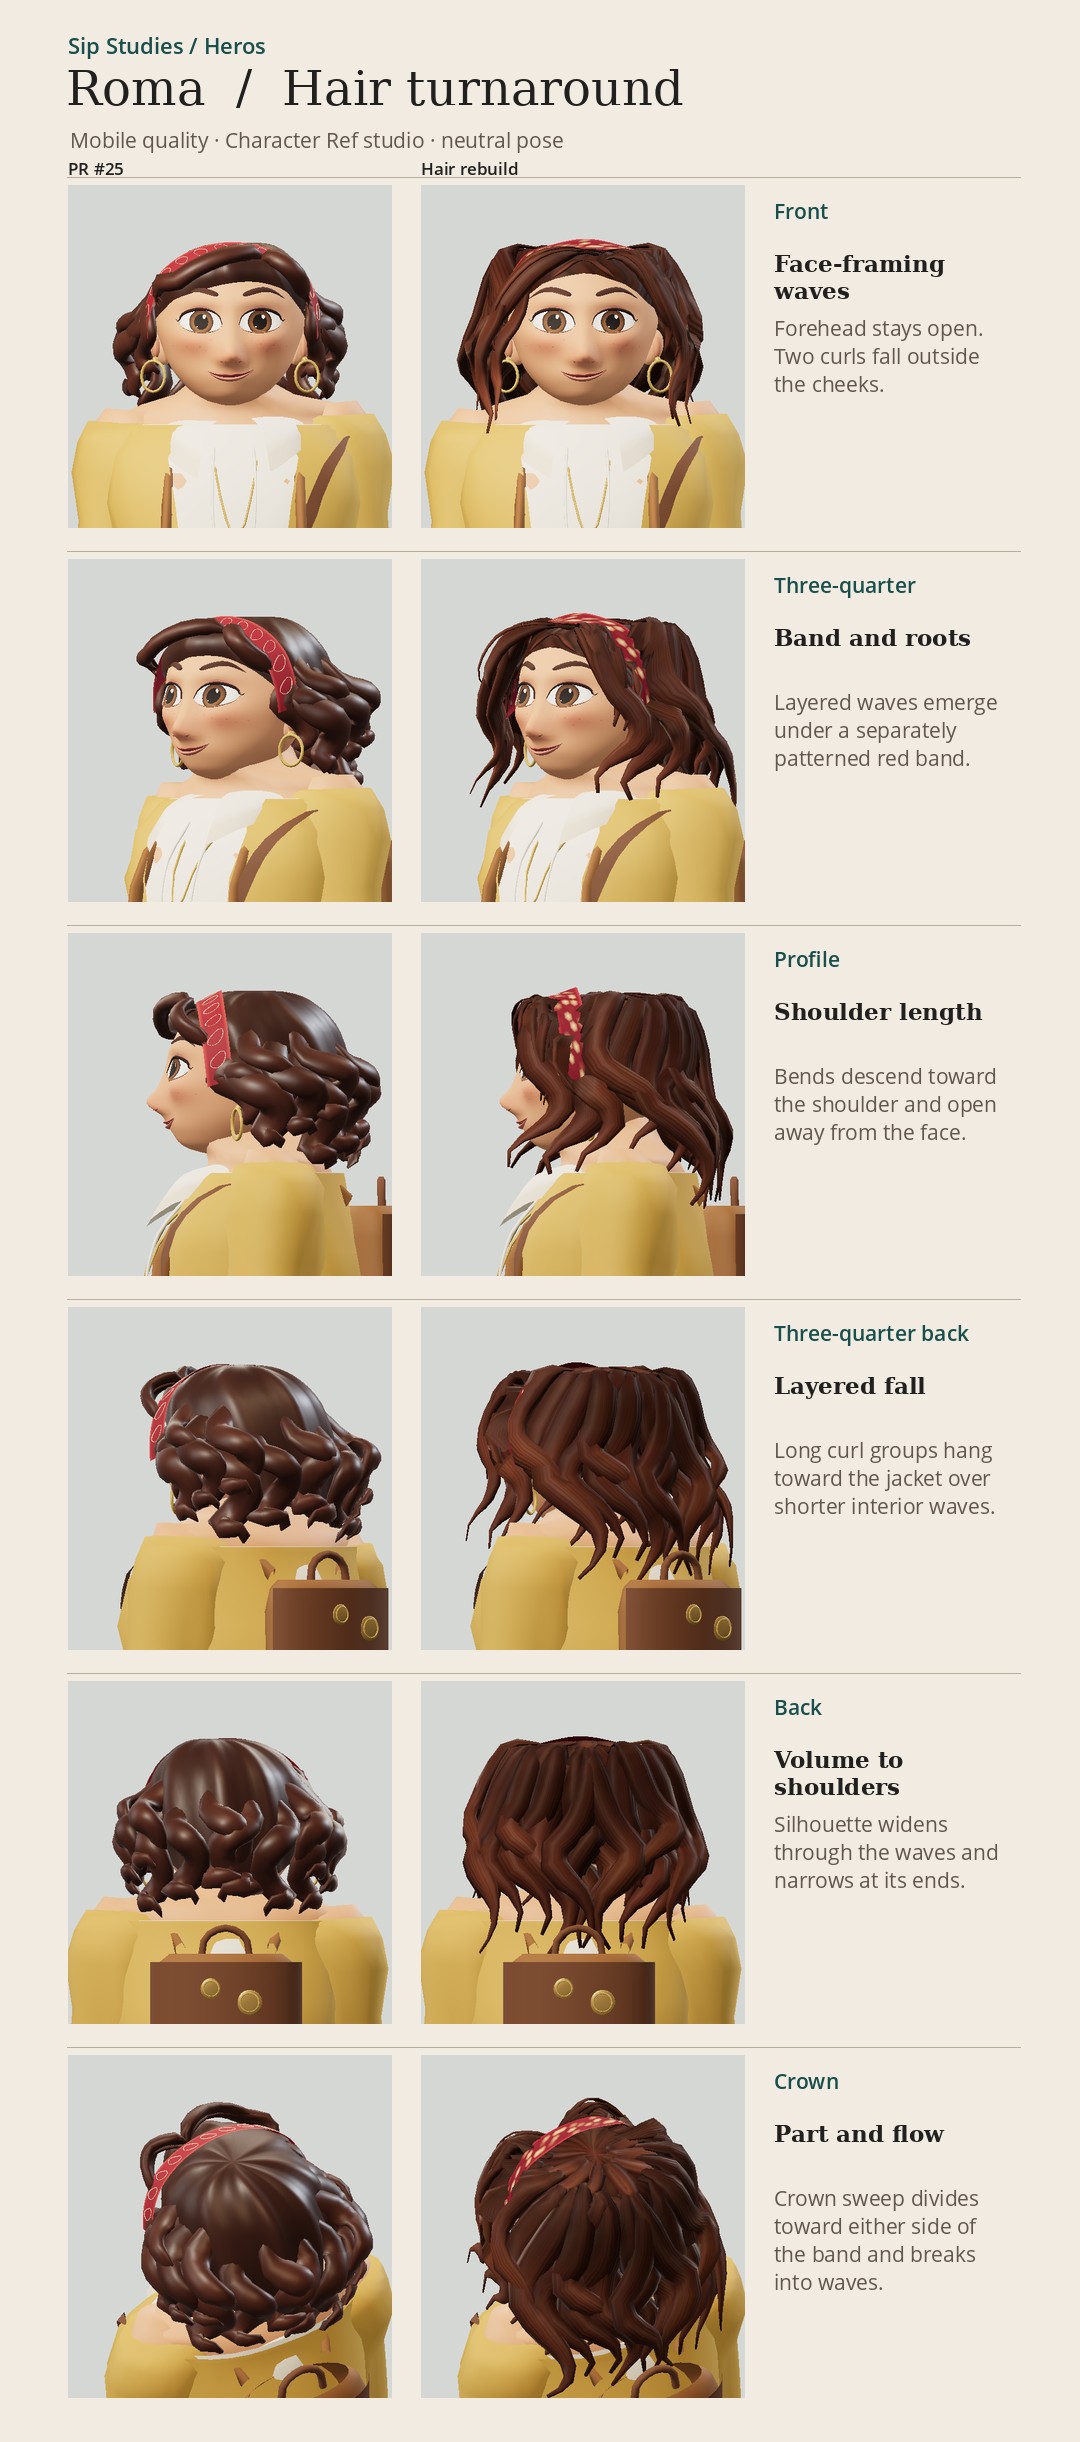 Sip Studies / Heros
Roma / Hair turnaround
Mobile quality · Character Ref studio · neutral pose
PR #25
Hair rebuild
Front
Face-framing
waves
Forehead stays open.
Two curls fall outside
the cheeks.
Three-quarter
Band and roots
Layered waves emerge
under a separately
patterned red band.
Profile
Shoulder length
Bends descend toward
the shoulder and open
away from the face.
Three-quarter back
Layered fall
Long curl groups hang
toward the jacket over
shorter interior waves.
Back
Volume to
shoulders
Silhouette widens
through the waves and
narrows at its ends.
Crown
Part and flow
Crown sweep divides
toward either side of
the band and breaks
into waves.